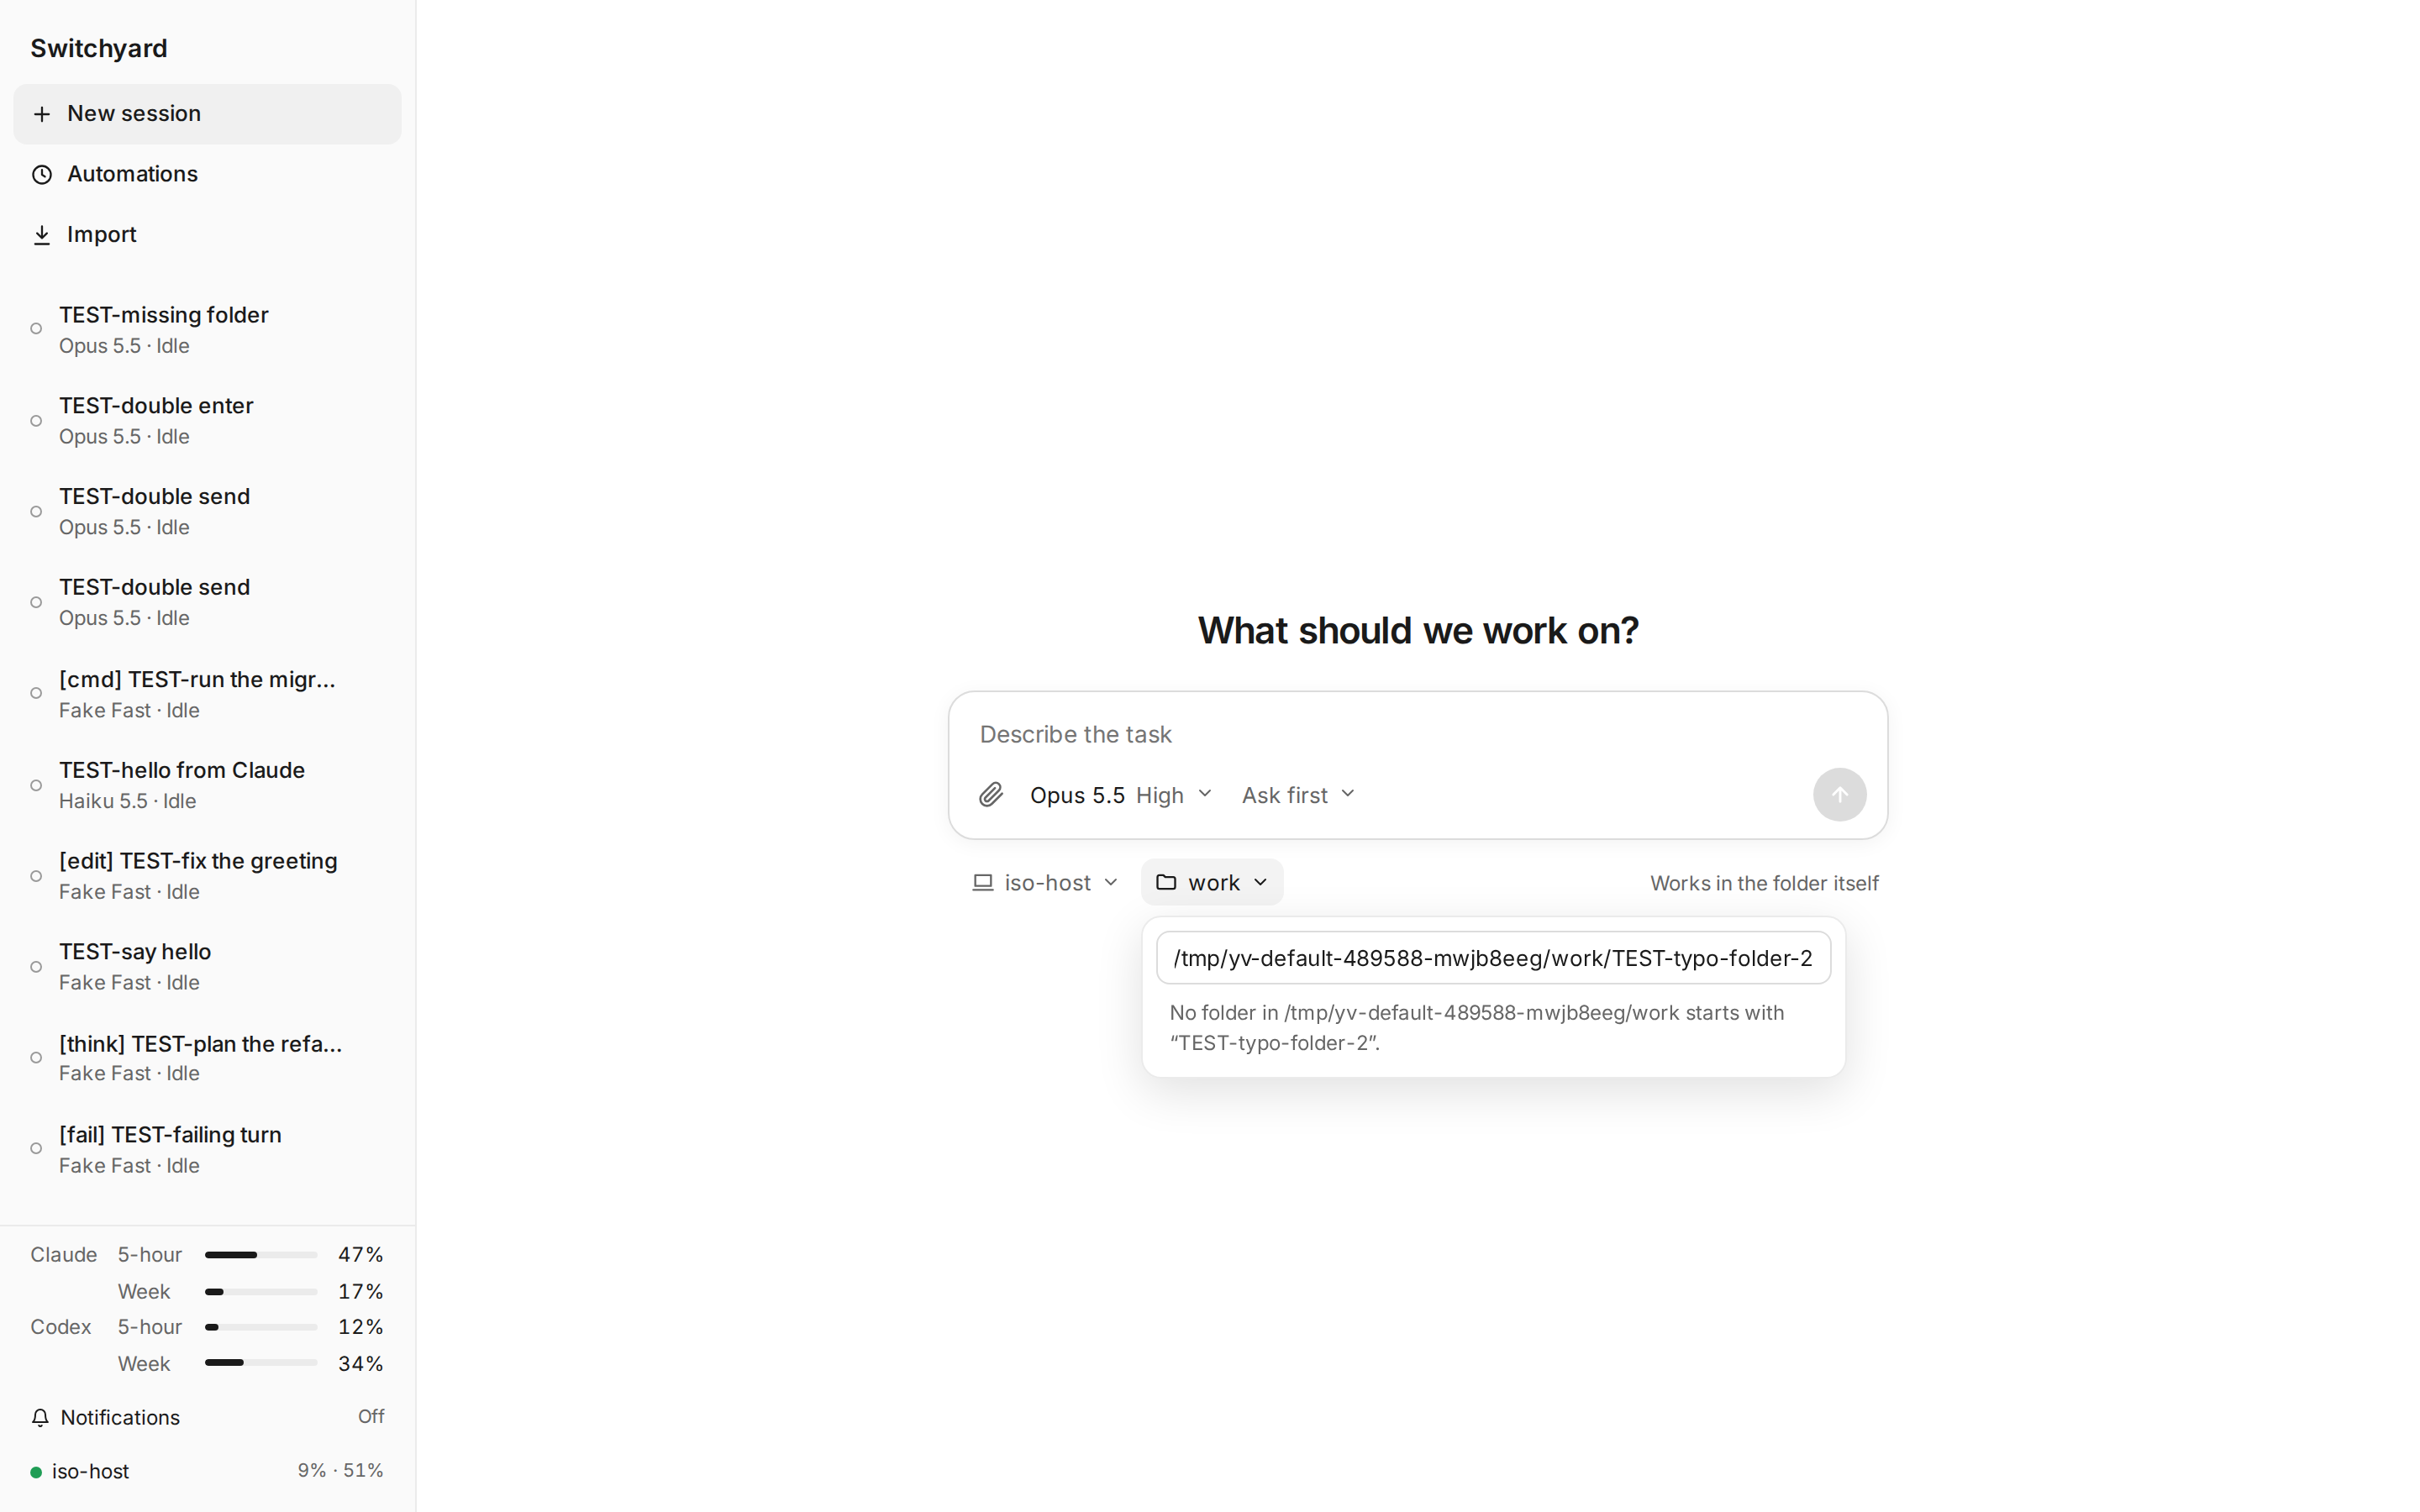 Switchyard
New session
Automations
Import
TEST-missing folder
Opus 5.5 · Idle
TEST-double enter
Opus 5.5 · Idle
TEST-double send
Opus 5.5 · Idle
TEST-double send
Opus 5.5 · Idle
[cmd] TEST-run the migr...
Fake Fast · Idle
TEST-hello from Claude
Haiku 5.5 · Idle
[edit] TEST-fix the greeting
Fake Fast · Idle
TEST-say hello
Fake Fast · Idle
[think] TEST-plan the refa...
Fake Fast · Idle
[fail] TEST-failing turn
Fake Fast · Idle
Claude 5-hour 47%
Week 17%
Codex 5-hour 12%
Week 34%
Notifications Off
iso-host 9% · 51%
What should we work on?
Describe the task
Opus 5.5 High Ask first
iso-host work Works in the folder itself
/tmp/yv-default-489588-mwjb8eeg/work/TEST-typo-folder-2
No folder in /tmp/yv-default-489588-mwjb8eeg/work starts with
“TEST-typo-folder-2”.